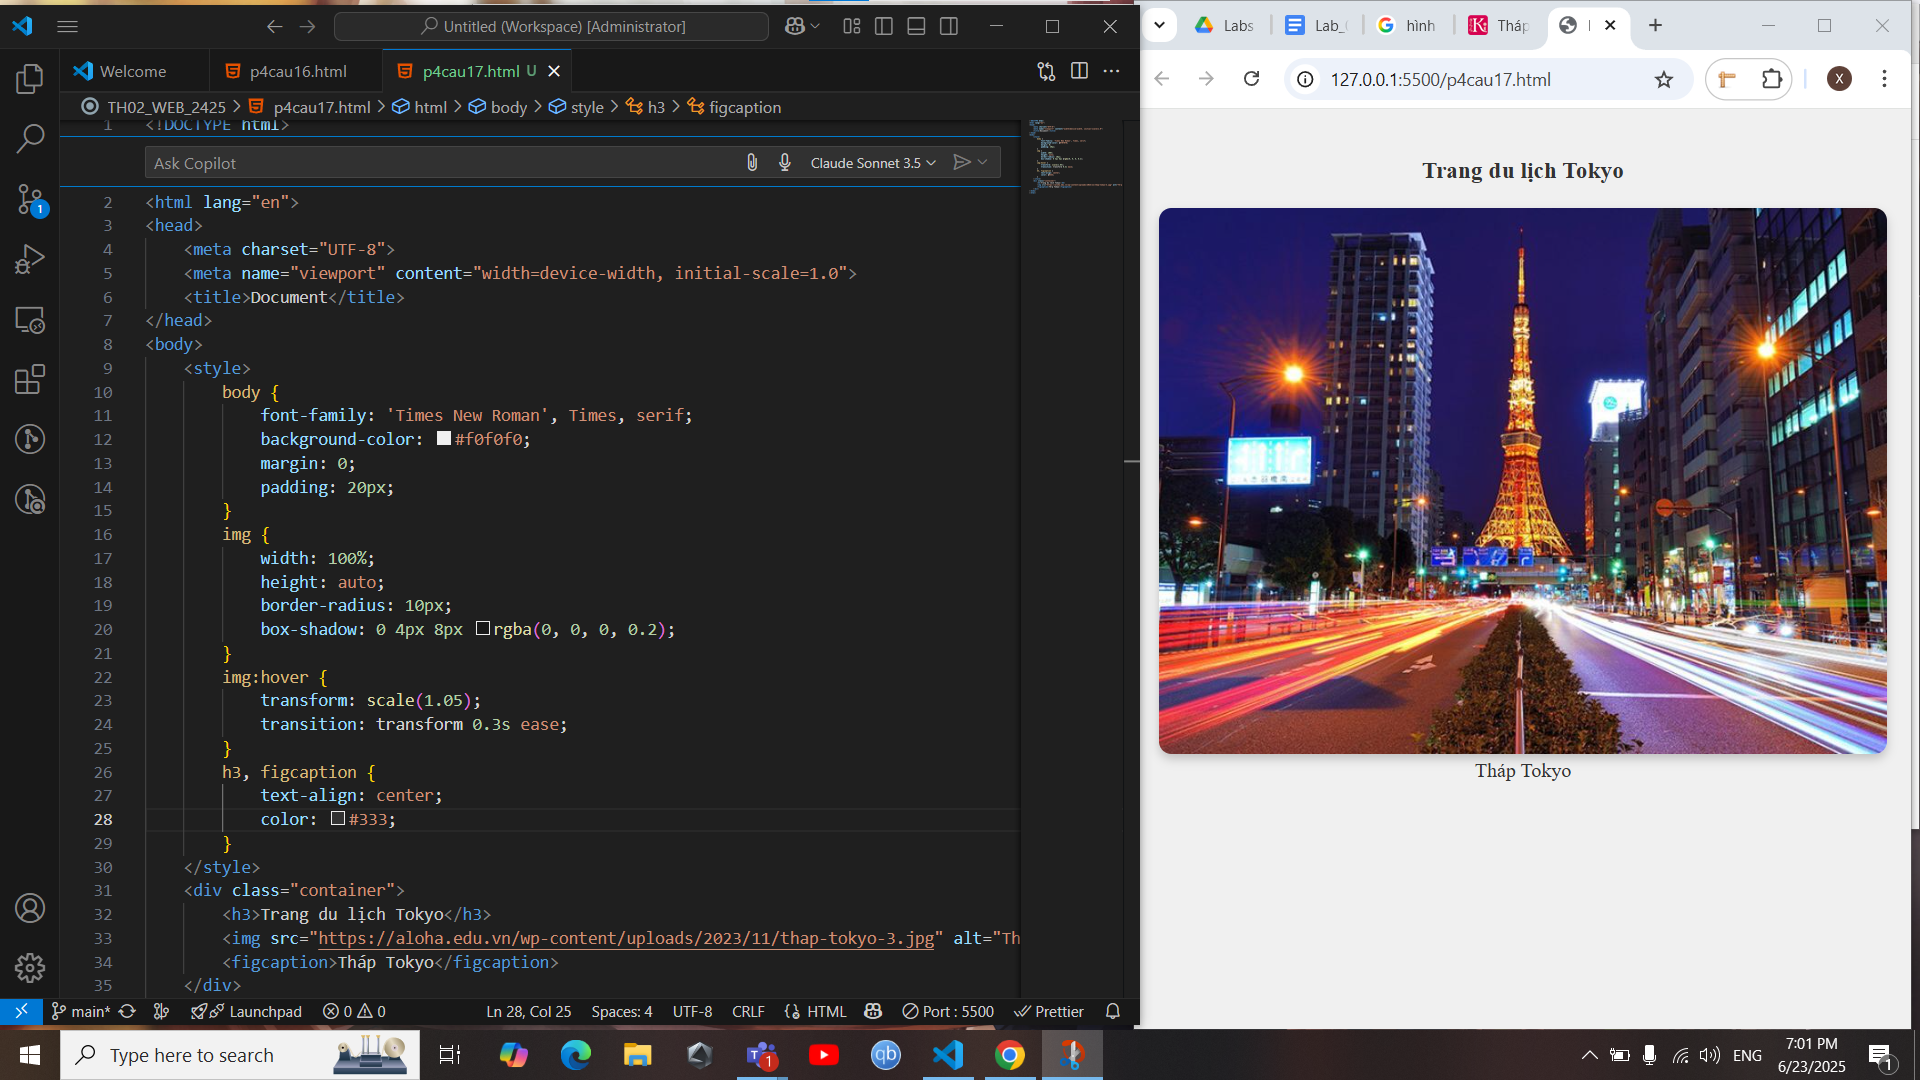 Untitled (Workspace) [Administrator]
Welcome
p4cau16.html
p4cau17.html U
TH02_WEB_2425 > p4cau17.html > html > body > style > h3 > figcaption
1 <!DOCTYPE html>
Ask Copilot
Claude Sonnet 3.5
2 <html lang="en">
3 <head>
4 <meta charset="UTF-8">
5 <meta name="viewport" content="width=device-width, initial-scale=1.0">
6 <title>Document</title>
7 </head>
8 <body>
9 <style>
10 body {
11 font-family: 'Times New Roman', Times, serif;
12 background-color: #f0f0f0;
13 margin: 0;
14 padding: 20px;
15 }
16 img {
17 width: 100%;
18 height: auto;
19 border-radius: 10px;
20 box-shadow: 0 4px 8px rgba(0, 0, 0, 0.2);
21 }
22 img:hover {
23 transform: scale(1.05);
24 transition: transform 0.3s ease;
25 }
26 h3, figcaption {
27 text-align: center;
28 color: #333;
29 }
30 </style>
31 <div class="container">
32 <h3>Trang du lịch Tokyo</h3>
33 <img src="https://aloha.edu.vn/wp-content/uploads/2023/11/thap-tokyo-3.jpg" alt="Th
34 <figcaption>Tháp Tokyo</figcaption>
35 </div>
1
main*
Launchpad
0 0
Ln 28, Col 25
Spaces: 4
UTF-8
CRLF
HTML
Port : 5500
Prettier
Labs
Lab_
hình
Tháp
127.0.0.1:5500/p4cau17.html
X
Trang du lịch Tokyo
Tháp Tokyo
Type here to search
1
qb
ENG
7:01 PM
6/23/2025
1